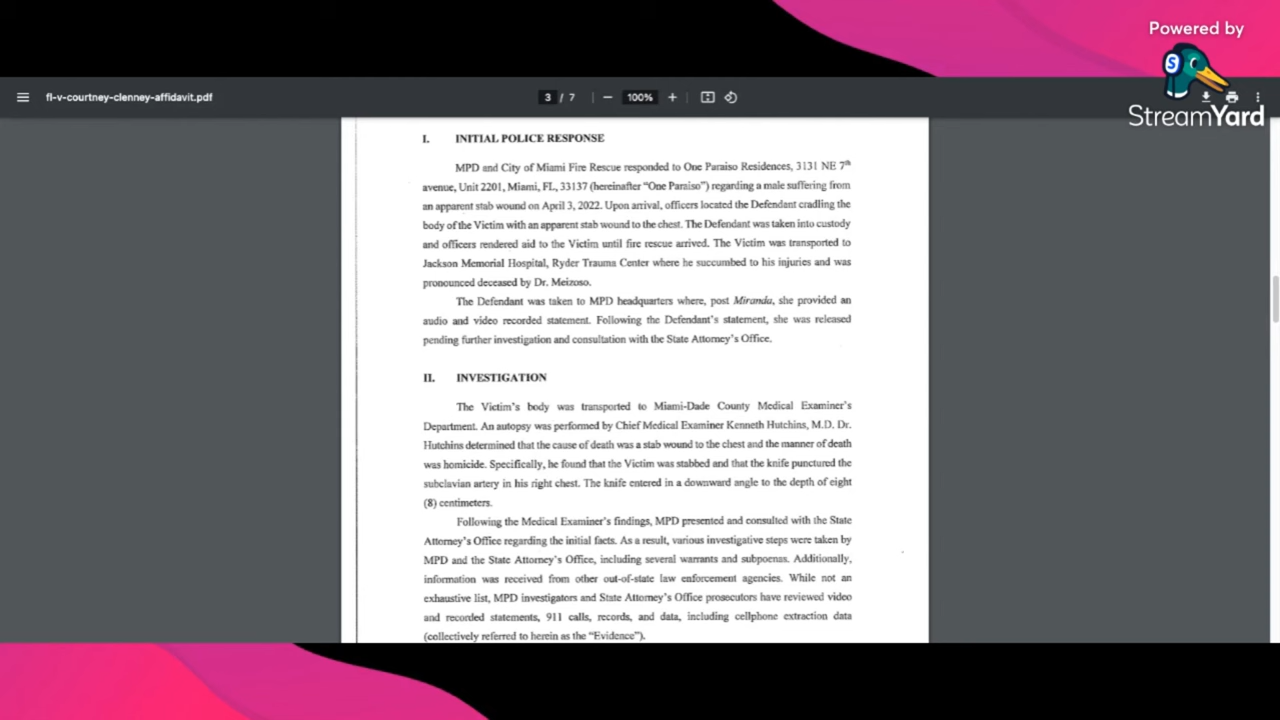 Powered by
StreamYard
fl-v-courtney-clenney-affidavit.pdf
3 / 7
100%
I. INITIAL POLICE RESPONSE
MPD and City of Miami Fire Rescue responded to One Paraiso Residences, 3131 NE 7th
avenue, Unit 2201, Miami, FL, 33137 (hereinafter “One Paraiso”) regarding a male suffering from
an apparent stab wound on April 3, 2022. Upon arrival, officers located the Defendant cradling the
body of the Victim with an apparent stab wound to the chest. The Defendant was taken into custody
and officers rendered aid to the Victim until fire rescue arrived. The Victim was transported to
Jackson Memorial Hospital, Ryder Trauma Center where he succumbed to his injuries and was
pronounced deceased by Dr. Meizoso.
The Defendant was taken to MPD headquarters where, post Miranda, she provided an
audio and video recorded statement. Following the Defendant’s statement, she was released
pending further investigation and consultation with the State Attorney’s Office.
II. INVESTIGATION
The Victim’s body was transported to Miami-Dade County Medical Examiner’s
Department. An autopsy was performed by Chief Medical Examiner Kenneth Hutchins, M.D. Dr.
Hutchins determined that the cause of death was a stab wound to the chest and the manner of death
was homicide. Specifically, he found that the Victim was stabbed and that the knife punctured the
subclavian artery in his right chest. The knife entered in a downward angle to the depth of eight
(8) centimeters.
Following the Medical Examiner’s findings, MPD presented and consulted with the State
Attorney’s Office regarding the initial facts. As a result, various investigative steps were taken by
MPD and the State Attorney’s Office, including several warrants and subpoenas. Additionally,
information was received from other out-of-state law enforcement agencies. While not an
exhaustive list, MPD investigators and State Attorney’s Office prosecutors have reviewed video
and recorded statements, 911 calls, records, and data, including cellphone extraction data
(collectively referred to herein as the “Evidence”).